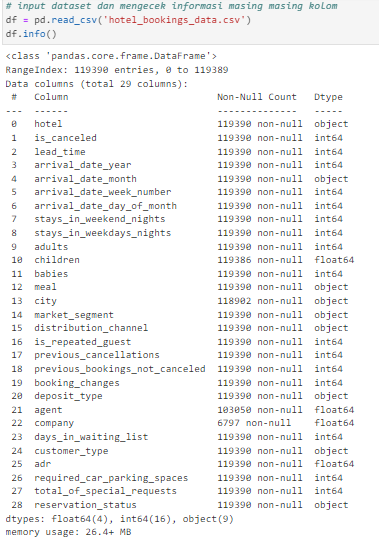 # input dataset dan mengecek informasi masing masing kolom
df = pd.read_csv('hotel_bookings_data.csv')
df.info()
<class 'pandas.core.frame.DataFrame'>
RangeIndex: 119390 entries, 0 to 119389
Data columns (total 29 columns):
 #   Column                          Non-Null Count   Dtype
---  ------                          --------------   -----
 0   hotel                           119390 non-null  object
 1   is_canceled                     119390 non-null  int64
 2   lead_time                       119390 non-null  int64
 3   arrival_date_year               119390 non-null  int64
 4   arrival_date_month              119390 non-null  object
 5   arrival_date_week_number        119390 non-null  int64
 6   arrival_date_day_of_month       119390 non-null  int64
 7   stays_in_weekend_nights         119390 non-null  int64
 8   stays_in_weekdays_nights        119390 non-null  int64
 9   adults                          119390 non-null  int64
 10  children                        119386 non-null  float64
 11  babies                          119390 non-null  int64
 12  meal                            119390 non-null  object
 13  city                            118902 non-null  object
 14  market_segment                  119390 non-null  object
 15  distribution_channel            119390 non-null  object
 16  is_repeated_guest               119390 non-null  int64
 17  previous_cancellations          119390 non-null  int64
 18  previous_bookings_not_canceled  119390 non-null  int64
 19  booking_changes                 119390 non-null  int64
 20  deposit_type                    119390 non-null  object
 21  agent                           103050 non-null  float64
 22  company                         6797 non-null    float64
 23  days_in_waiting_list            119390 non-null  int64
 24  customer_type                   119390 non-null  object
 25  adr                             119390 non-null  float64
 26  required_car_parking_spaces     119390 non-null  int64
 27  total_of_special_requests       119390 non-null  int64
 28  reservation_status              119390 non-null  object
dtypes: float64(4), int64(16), object(9)
memory usage: 26.4+ MB